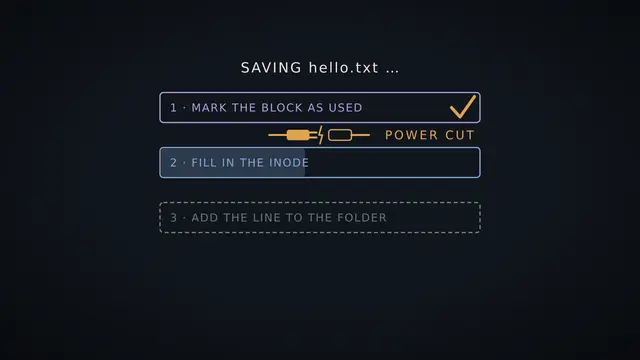 SAVING hello.txt …
1 · MARK THE BLOCK AS USED
POWER CUT
2 · FILL IN THE INODE
3 · ADD THE LINE TO THE FOLDER